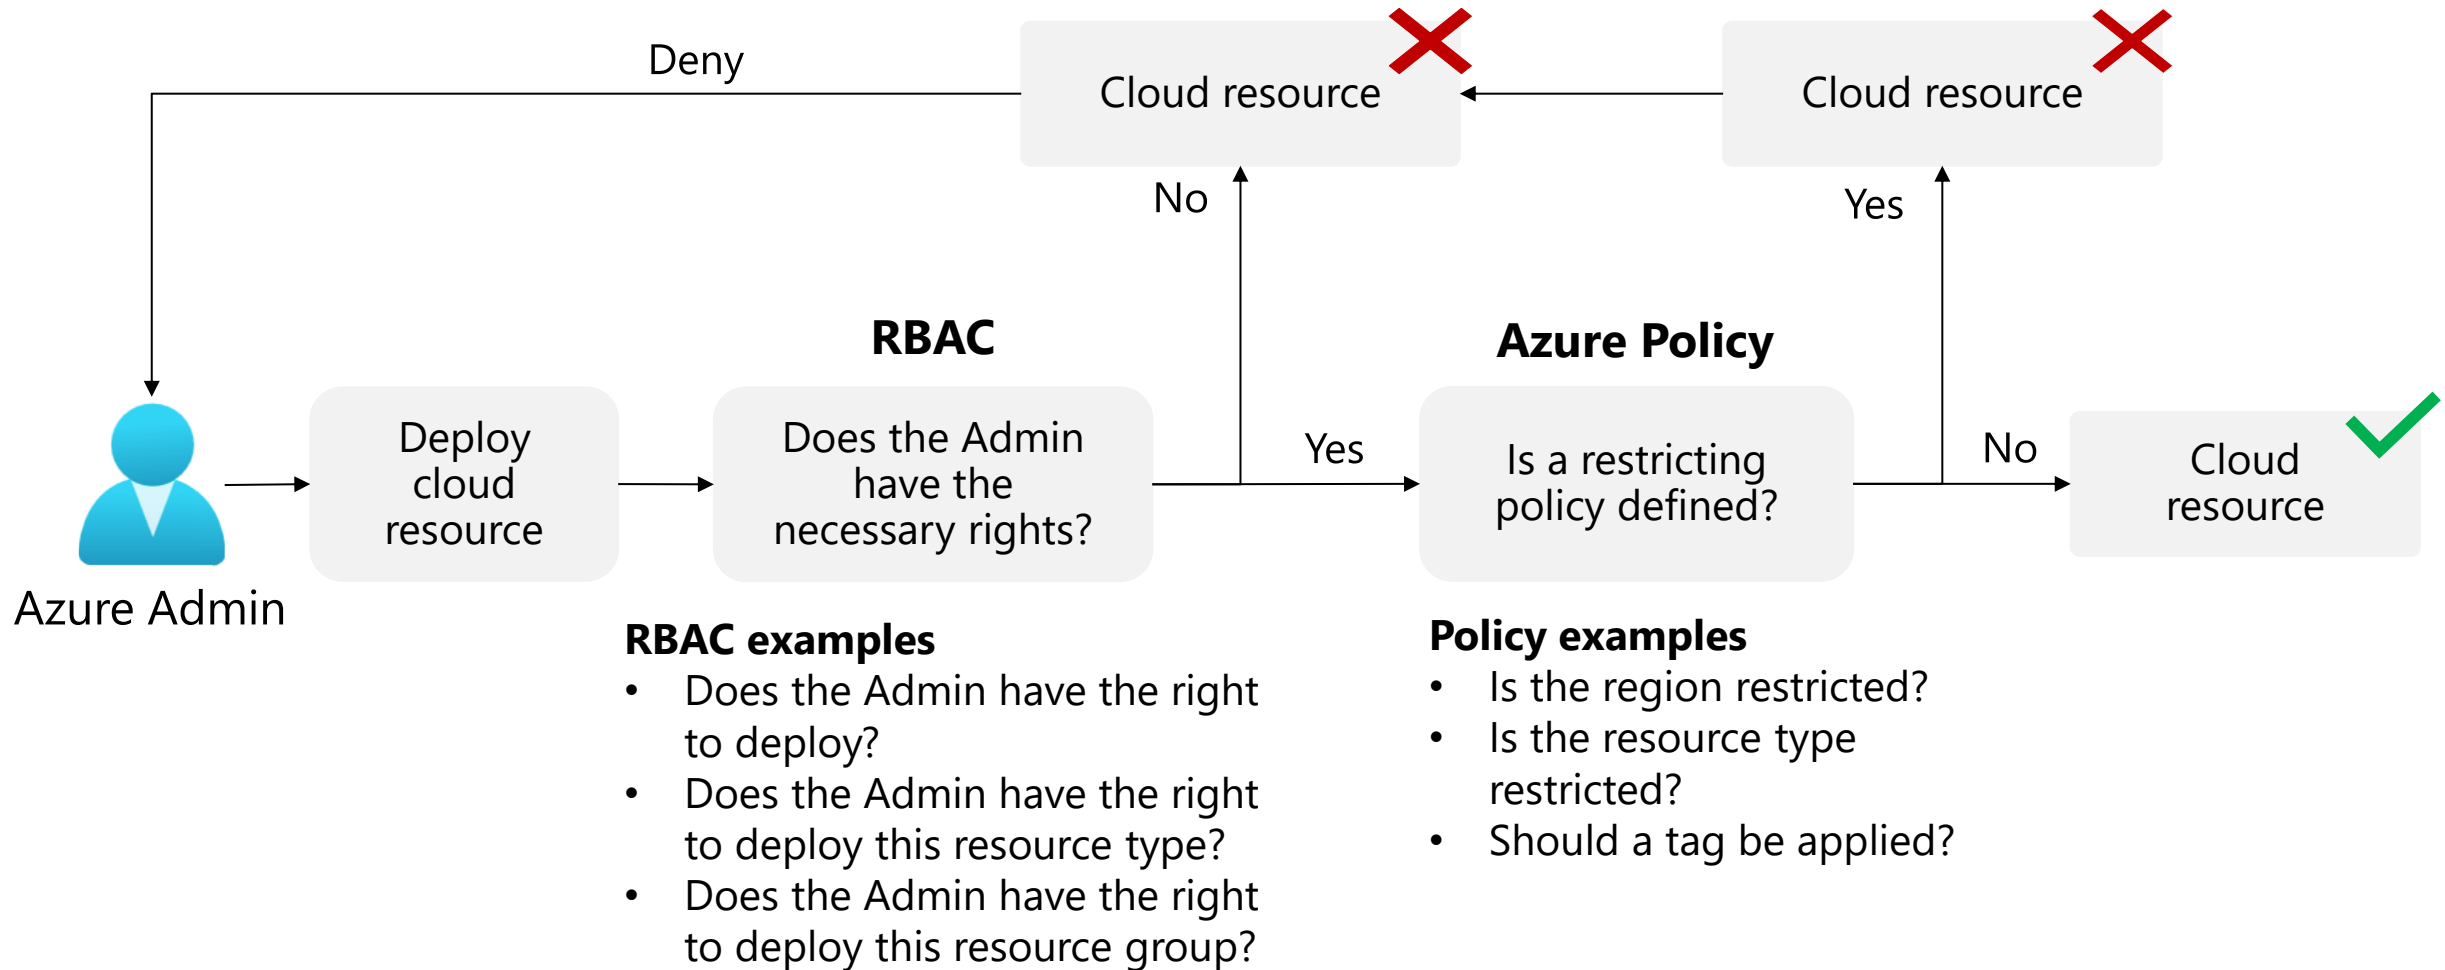 Deny
Cloud resource
Cloud resource
No
Yes
RBAC
Azure Policy
Deploy
cloud
resource
Does the Admin
have the
necessary rights?
Yes
Is a restricting
policy defined?
No
Cloud
resource
Azure Admin
RBAC examples
• Does the Admin have the right
to deploy?
• Does the Admin have the right
to deploy this resource type?
• Does the Admin have the right
to deploy this resource group?
Policy examples
• Is the region restricted?
• Is the resource type
restricted?
• Should a tag be applied?